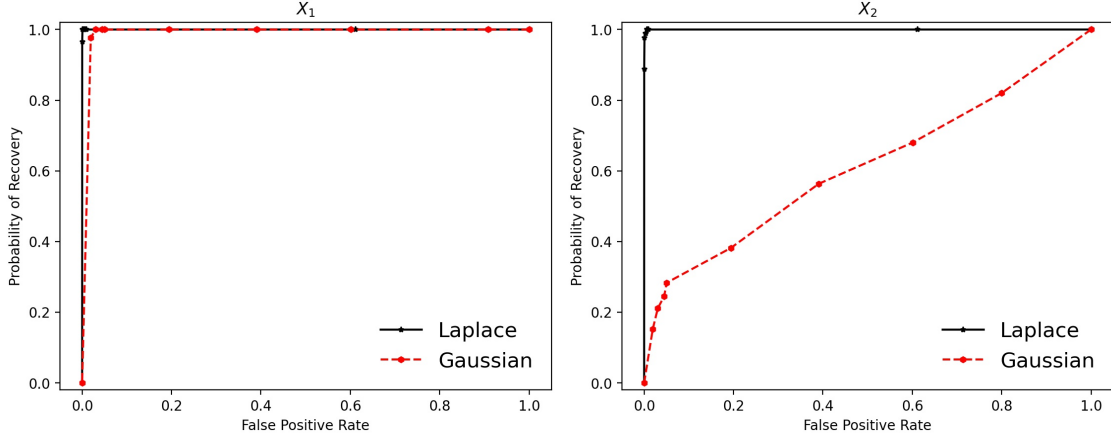 X₁
1.0
0.8
0.6
0.4
0.2
0.0
Probability of Recovery
0.0 0.2 0.4 0.6 0.8 1.0
False Positive Rate
Laplace
Gaussian
X₂
1.0
0.8
0.6
0.4
0.2
0.0
Probability of Recovery
0.0 0.2 0.4 0.6 0.8 1.0
False Positive Rate
Laplace
Gaussian